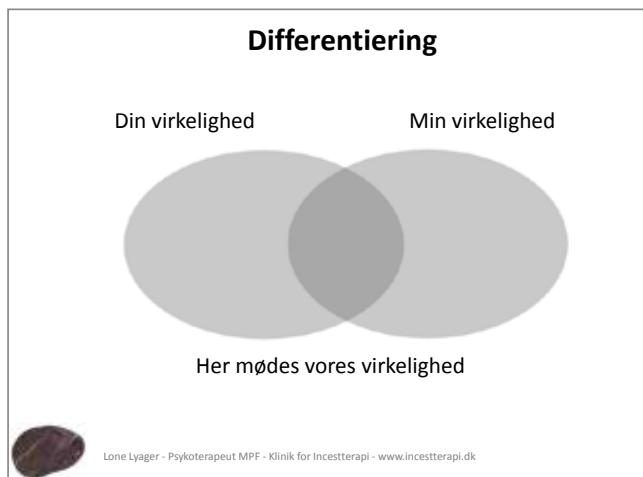 Differentiering
Din virkelighed Min virkelighed
Her mødes vores virkelighed
Lone Lyager - Psykoterapeut MPF - Klinik for Incestterapi - www.incestterapi.dk